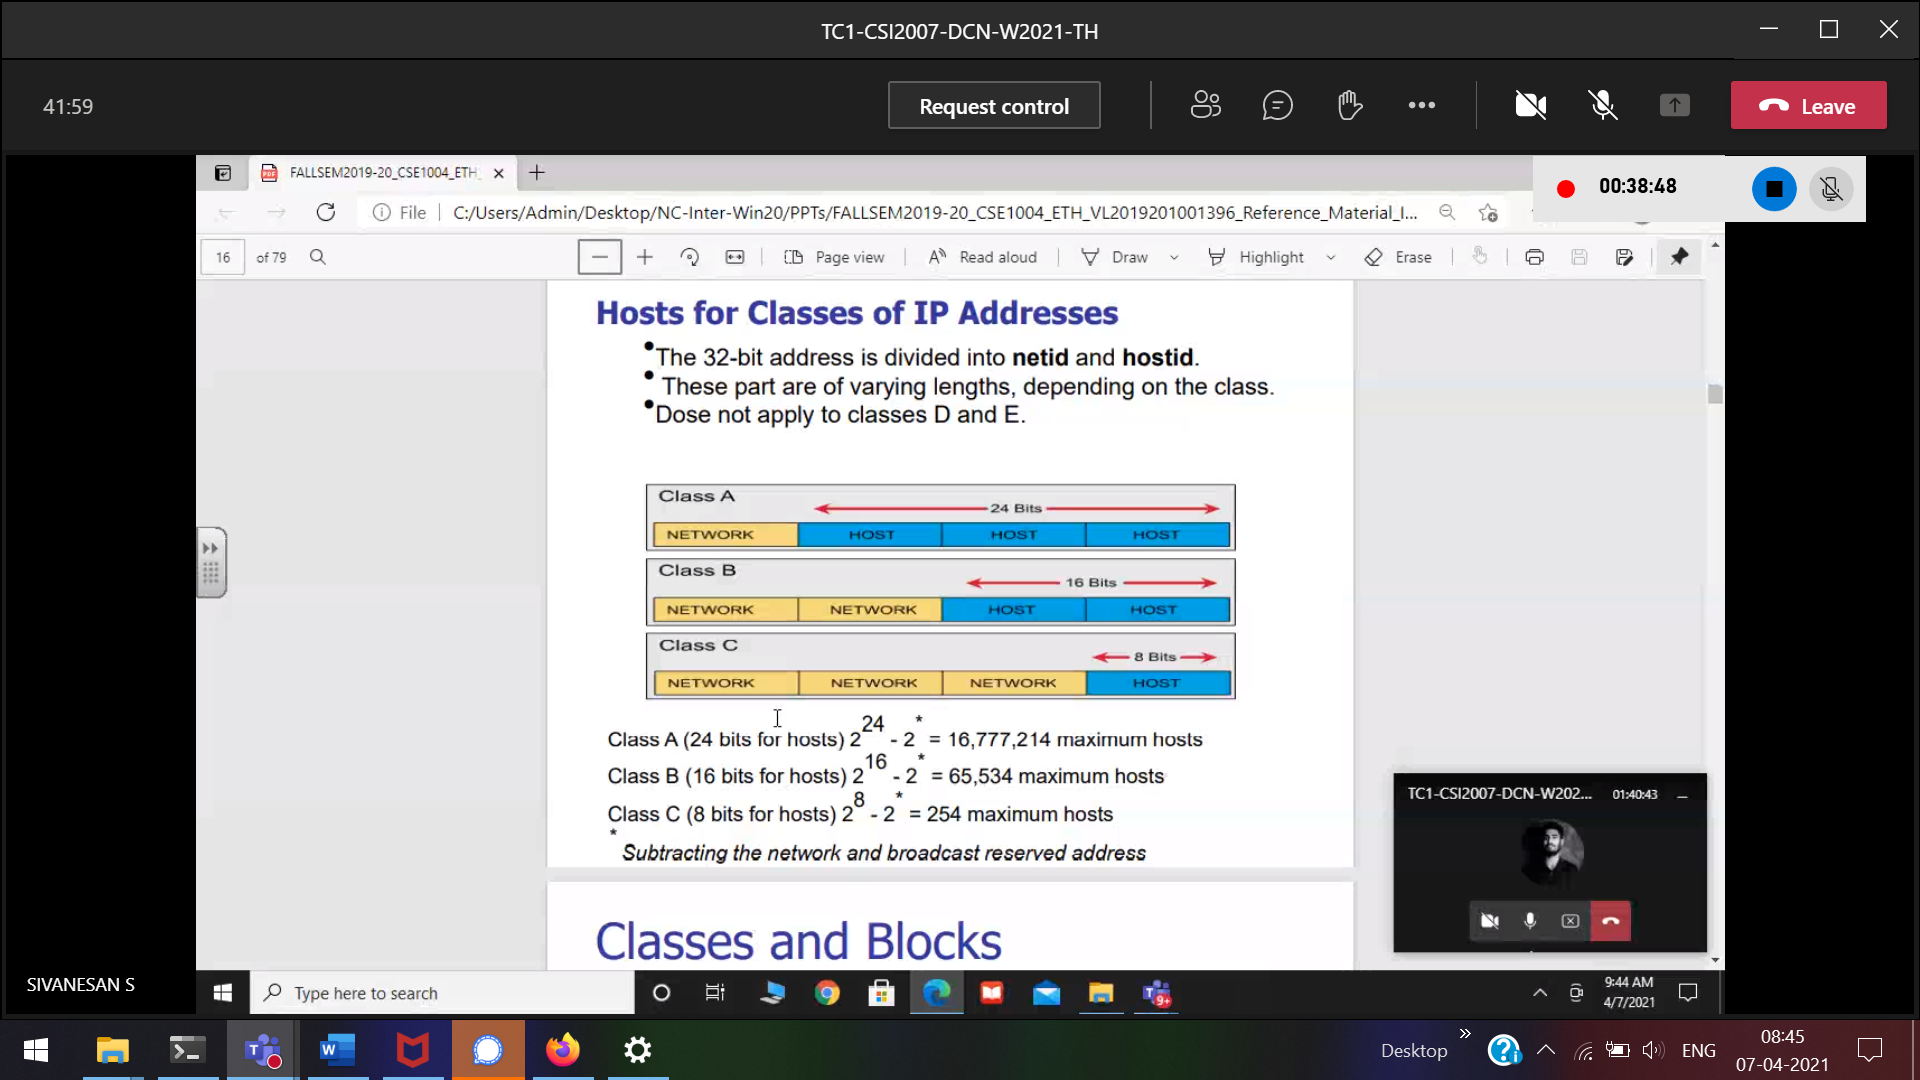 TC1-CSI2007-DCN-W2021-TH
41:59
Request control
Leave
FALLSEM2019-20_CSE1004_ETH_
00:38:48
File
C:/Users/Admin/Desktop/NC-Inter-Win20/PPTs/FALLSEM2019-20_CSE1004_ETH_VL2019201001396_Reference_Material_I...
16 of 79
Page view
Read aloud
Draw
Highlight
Erase
Hosts for Classes of IP Addresses
•The 32-bit address is divided into netid and hostid.
• These part are of varying lengths, depending on the class.
•Dose not apply to classes D and E.
Class A
24 Bits
NETWORK HOST HOST HOST
Class B
16 Bits
NETWORK NETWORK HOST HOST
Class C
8 Bits
NETWORK NETWORK NETWORK HOST
Class A (24 bits for hosts) 2^24 - 2* = 16,777,214 maximum hosts
Class B (16 bits for hosts) 2^16 - 2* = 65,534 maximum hosts
Class C (8 bits for hosts) 2^8 - 2* = 254 maximum hosts
* Subtracting the network and broadcast reserved address
Classes and Blocks
TC1-CSI2007-DCN-W202...
01:40:43
SIVANESAN S
Type here to search
9+
9:44 AM
4/7/2021
Desktop
ENG
08:45
07-04-2021